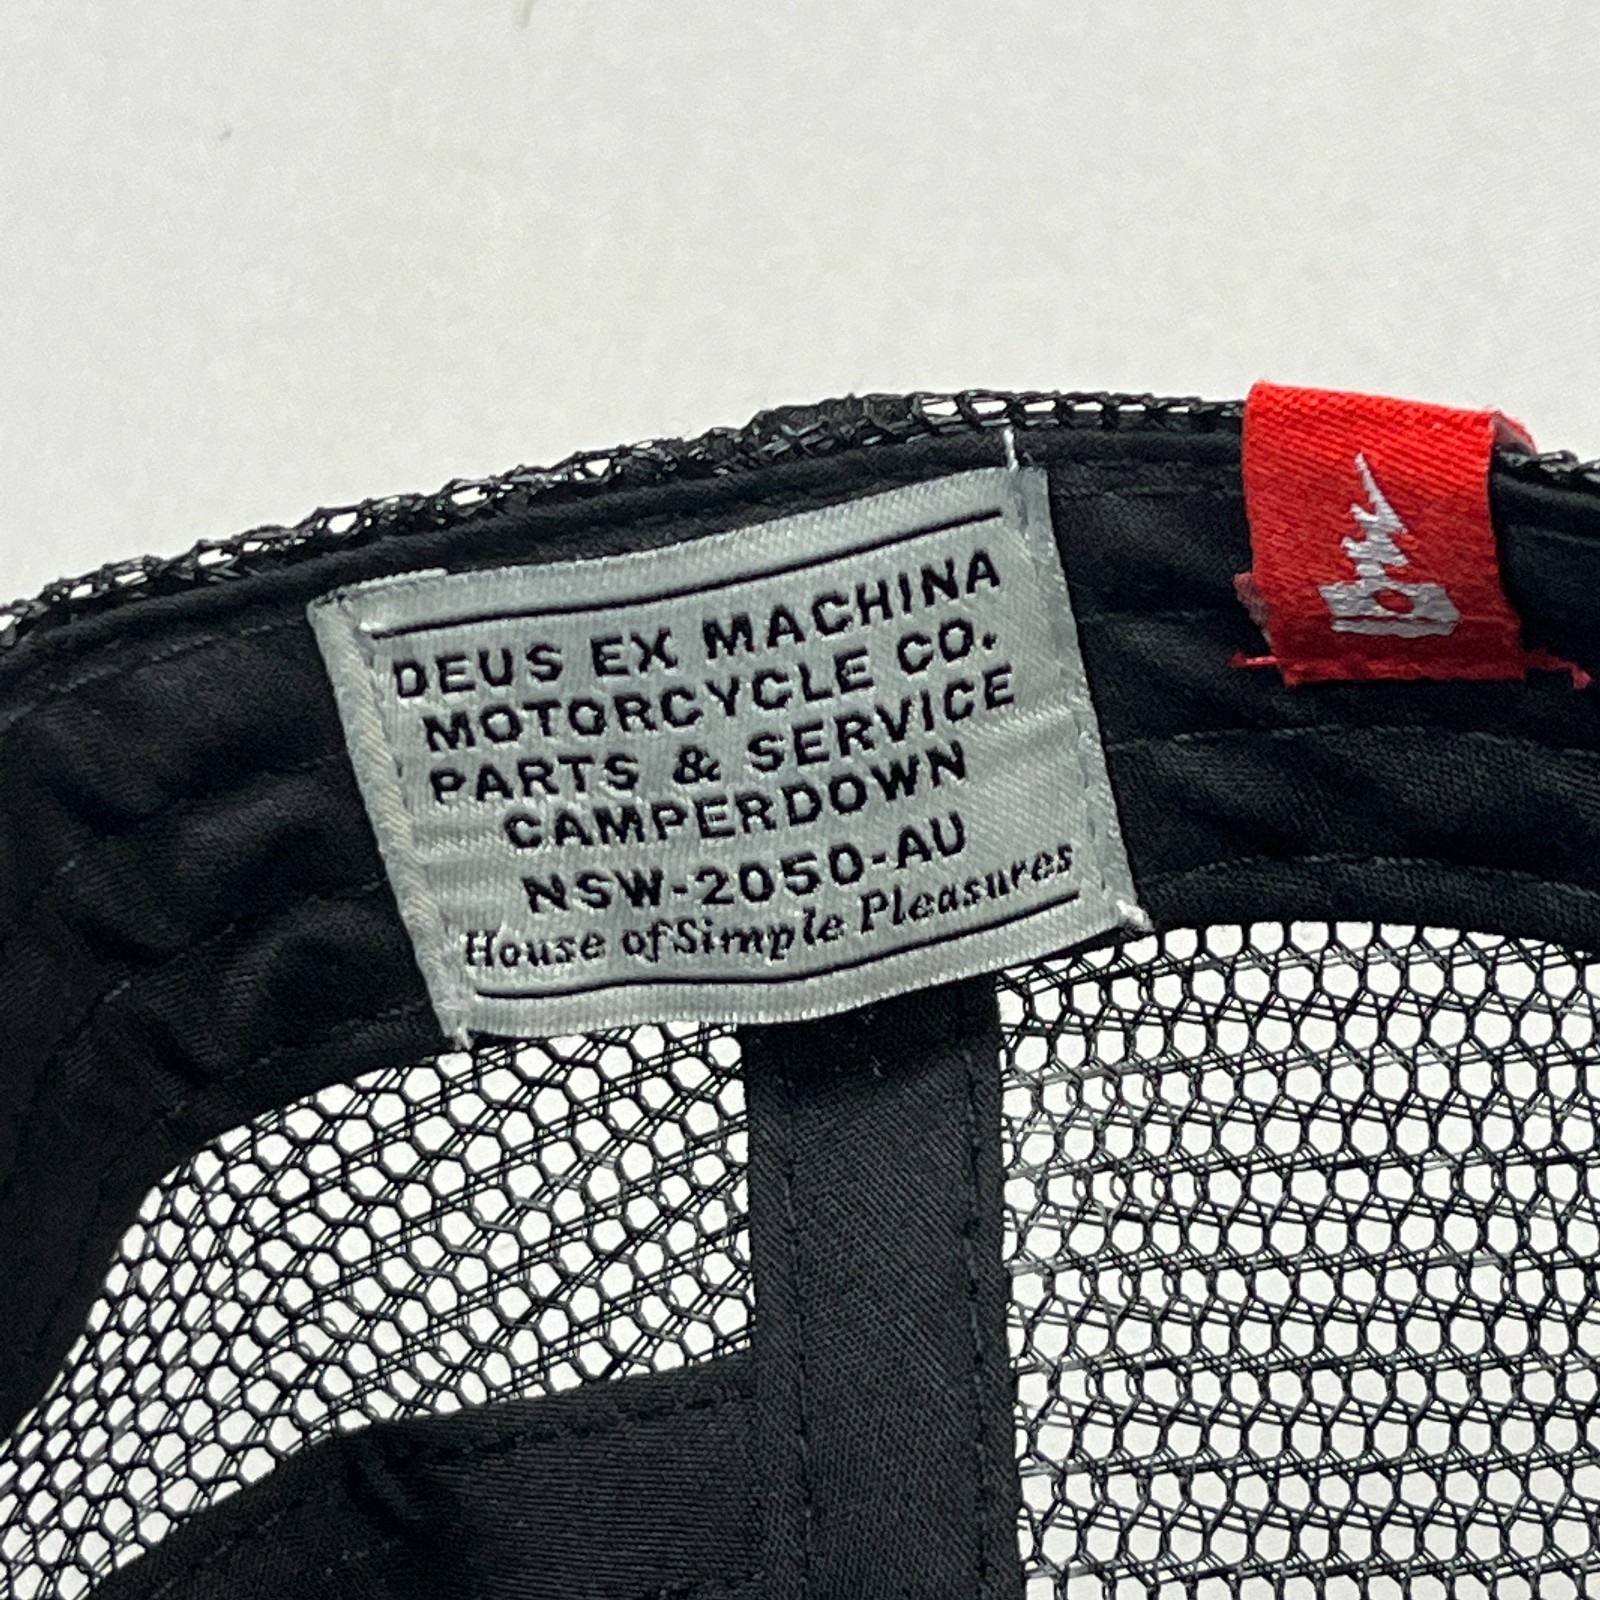 DEUS EX MACHINA
MOTORCYCLE CO.
PARTS & SERVICE
CAMPERDOWN
NSW-2050-AU
House of Simple Pleasures